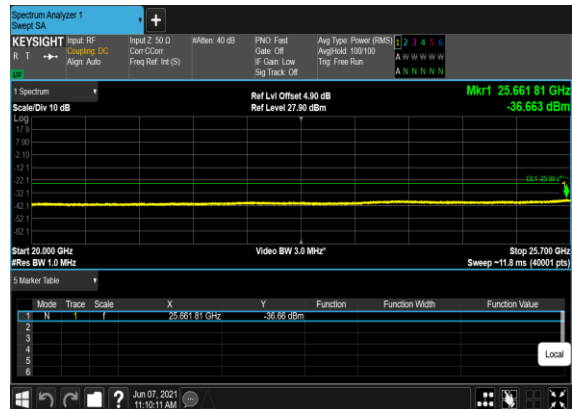 Spectrum Analyzer 1
Swept SA
+
KEYSIGHT Input: RF Input Z: 50 Ω #Atten: 40 dB PNO: Fast Avg Type: Power (RMS) 1 2 3 4 5 6
R T Coupling: DC Corr CCorr Gate: Off Avg|Hold: 100/100 A W W W W W
Align: Auto Freq Ref: Int (S) IF Gain: Low Trig: Free Run
LW Sig Track: Off A N N N N N
1 Spectrum Ref Lvl Offset 4.90 dB Mkr1 25.661 81 GHz
Scale/Div 10 dB Ref Level 27.90 dBm -36.663 dBm
Log
17.9
7.90
-2.10
-12.1
-22.1 DL1 -25.00
-32.1 1
-42.1
-52.1
-62.1
Start 20.000 GHz Video BW 3.0 MHz* Stop 25.700 GHz
#Res BW 1.0 MHz Sweep ~11.8 ms (40001 pts)
5 Marker Table
Mode Trace Scale X Y Function Function Width Function Value
1 N 1 f 25.661 81 GHz -36.66 dBm
2
3
4
5
6
Local
? Jun 07, 2021
11:10:11 AM